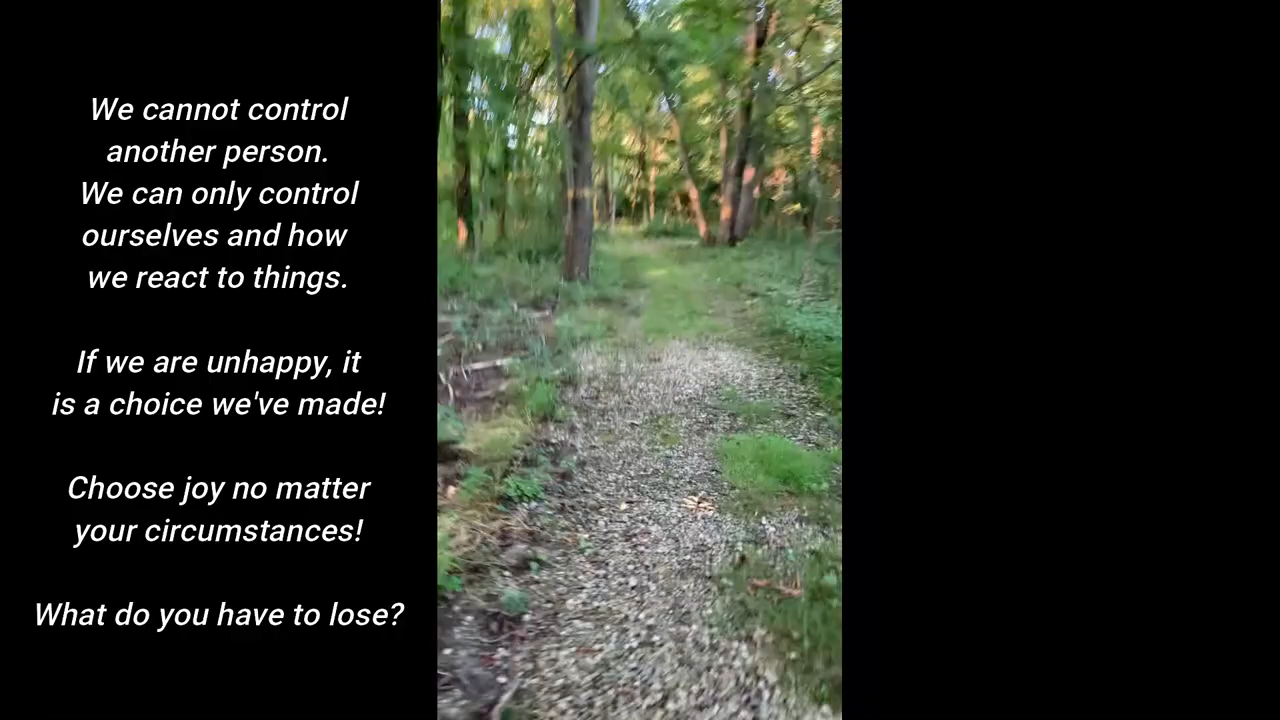 We cannot control
another person.
We can only control
ourselves and how
we react to things.
If we are unhappy, it
is a choice we've made!
Choose joy no matter
your circumstances!
What do you have to lose?